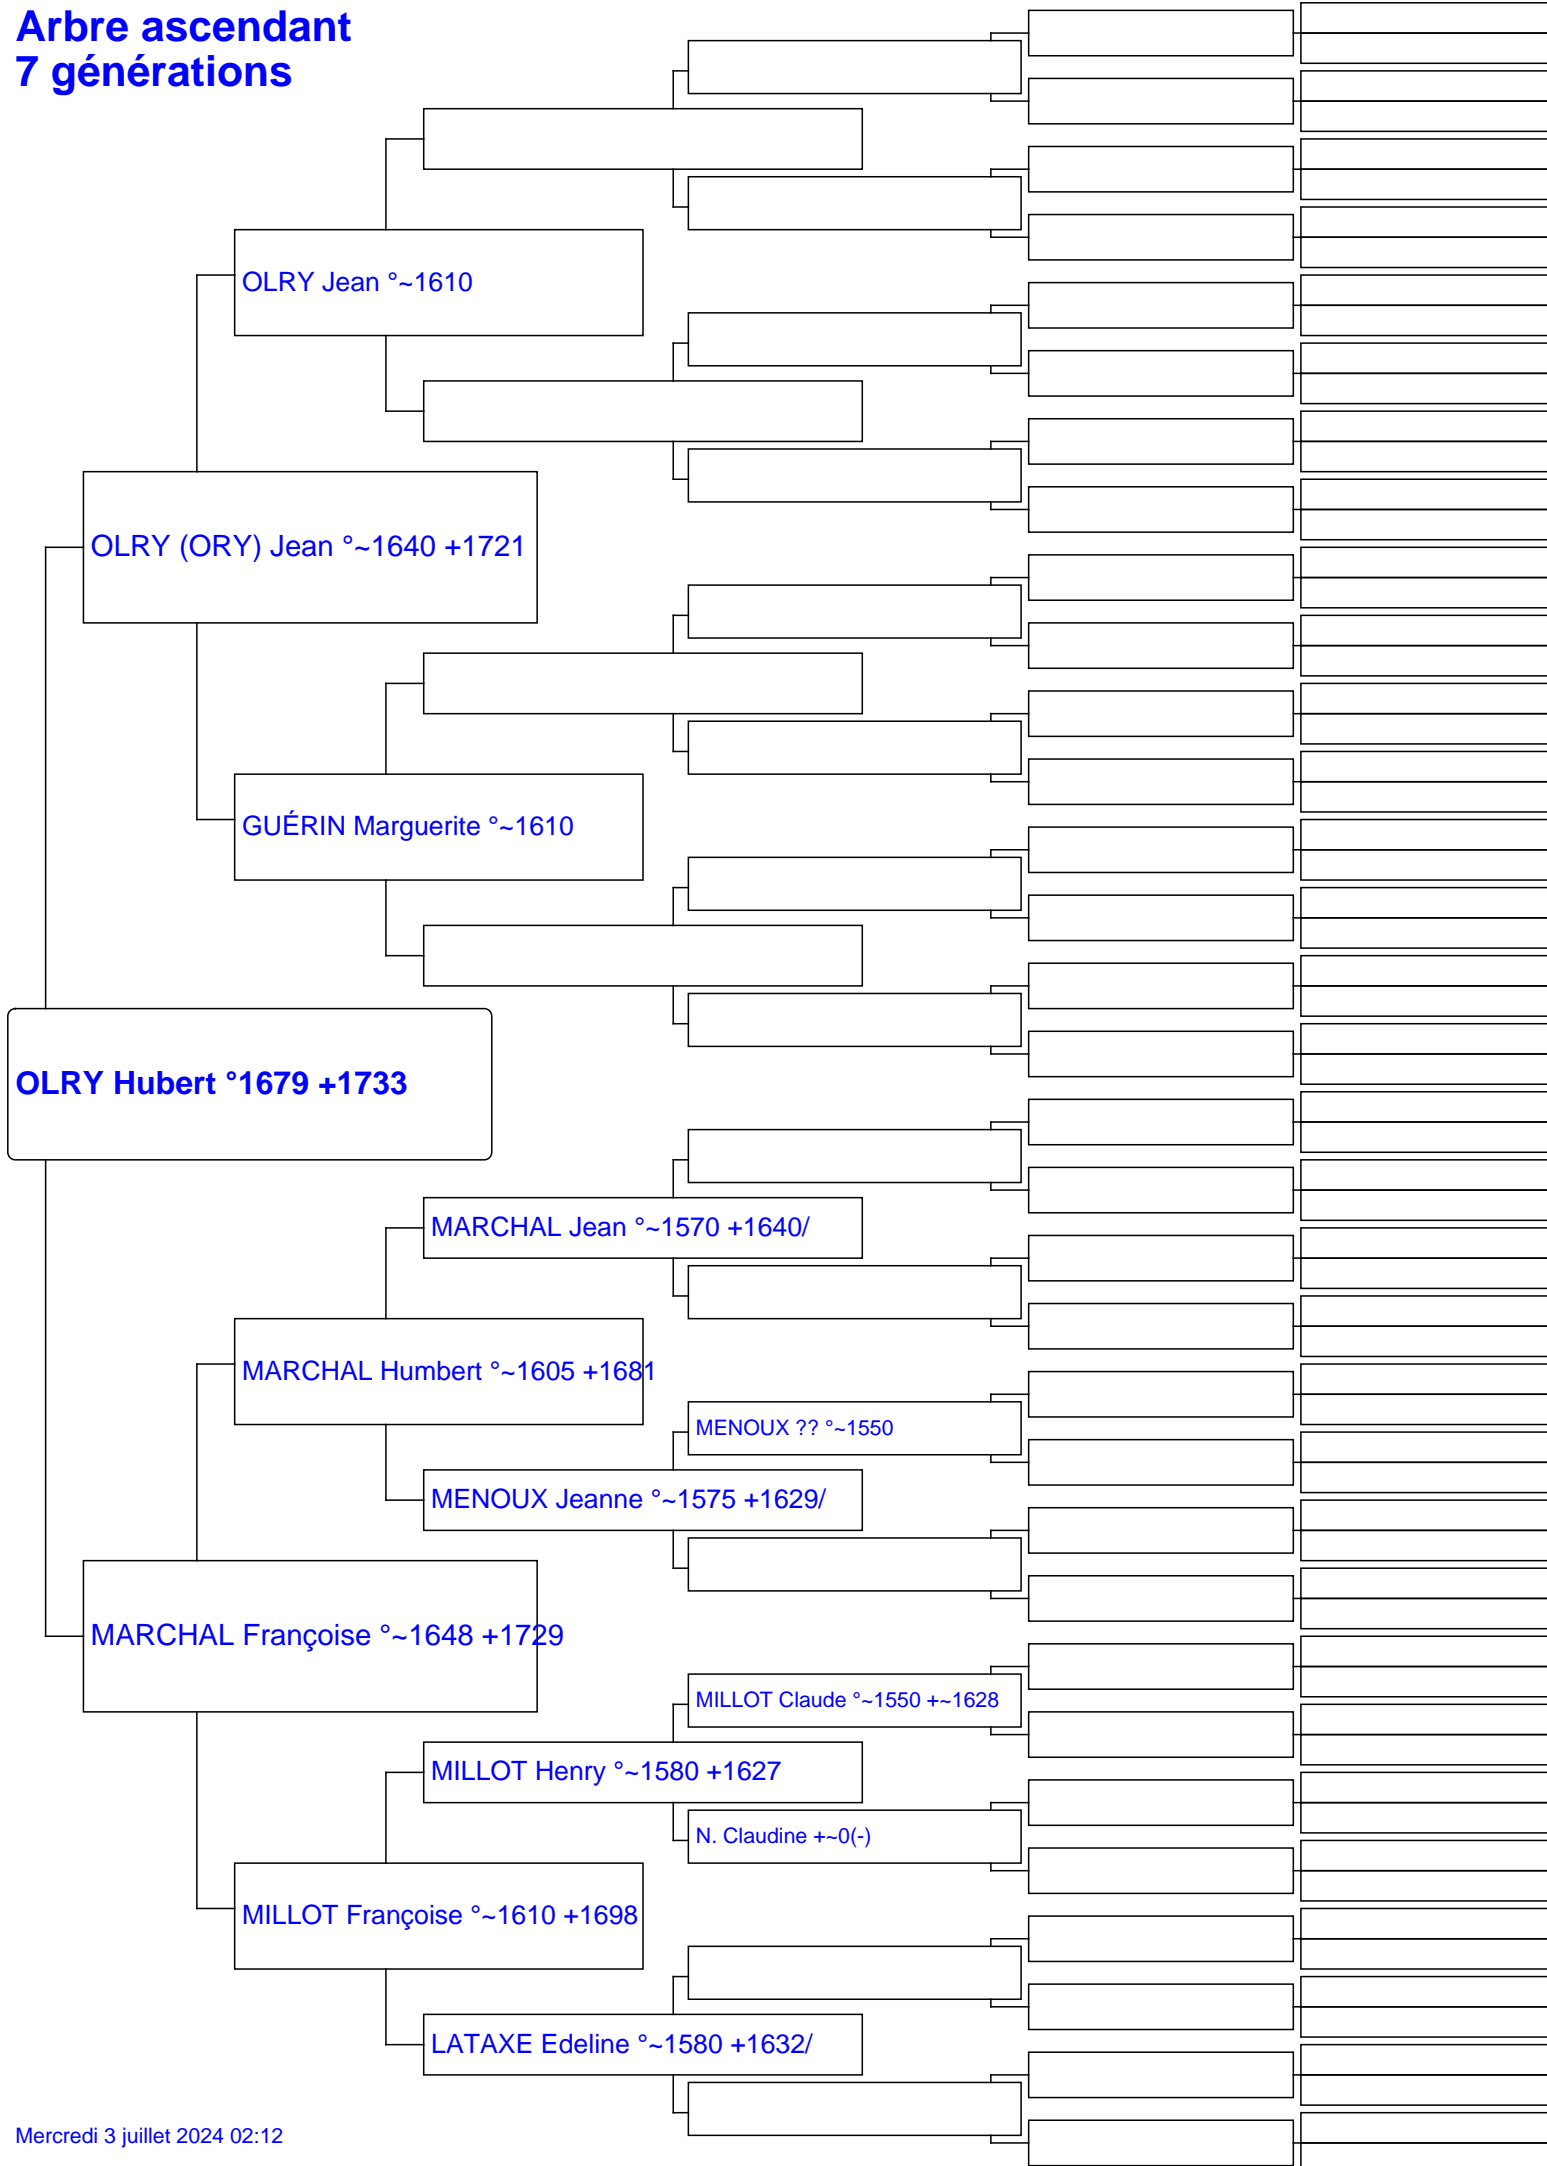 Arbre ascendant
7 générations
OLRY Jean °~1610
OLRY (ORY) Jean °~1640 +1721
GUÉRIN Marguerite °~1610
OLRY Hubert °1679 +1733
MARCHAL Jean °~1570 +1640/
MARCHAL Humbert °~1605 +1681
MENOUX ?? °~1550
MENOUX Jeanne °~1575 +1629/
MARCHAL Françoise °~1648 +1729
MILLOT Claude °~1550 +~1628
MILLOT Henry °~1580 +1627
N. Claudine +~0(-)
MILLOT Françoise °~1610 +1698
LATAXE Edeline °~1580 +1632/
Mercredi 3 juillet 2024 02:12